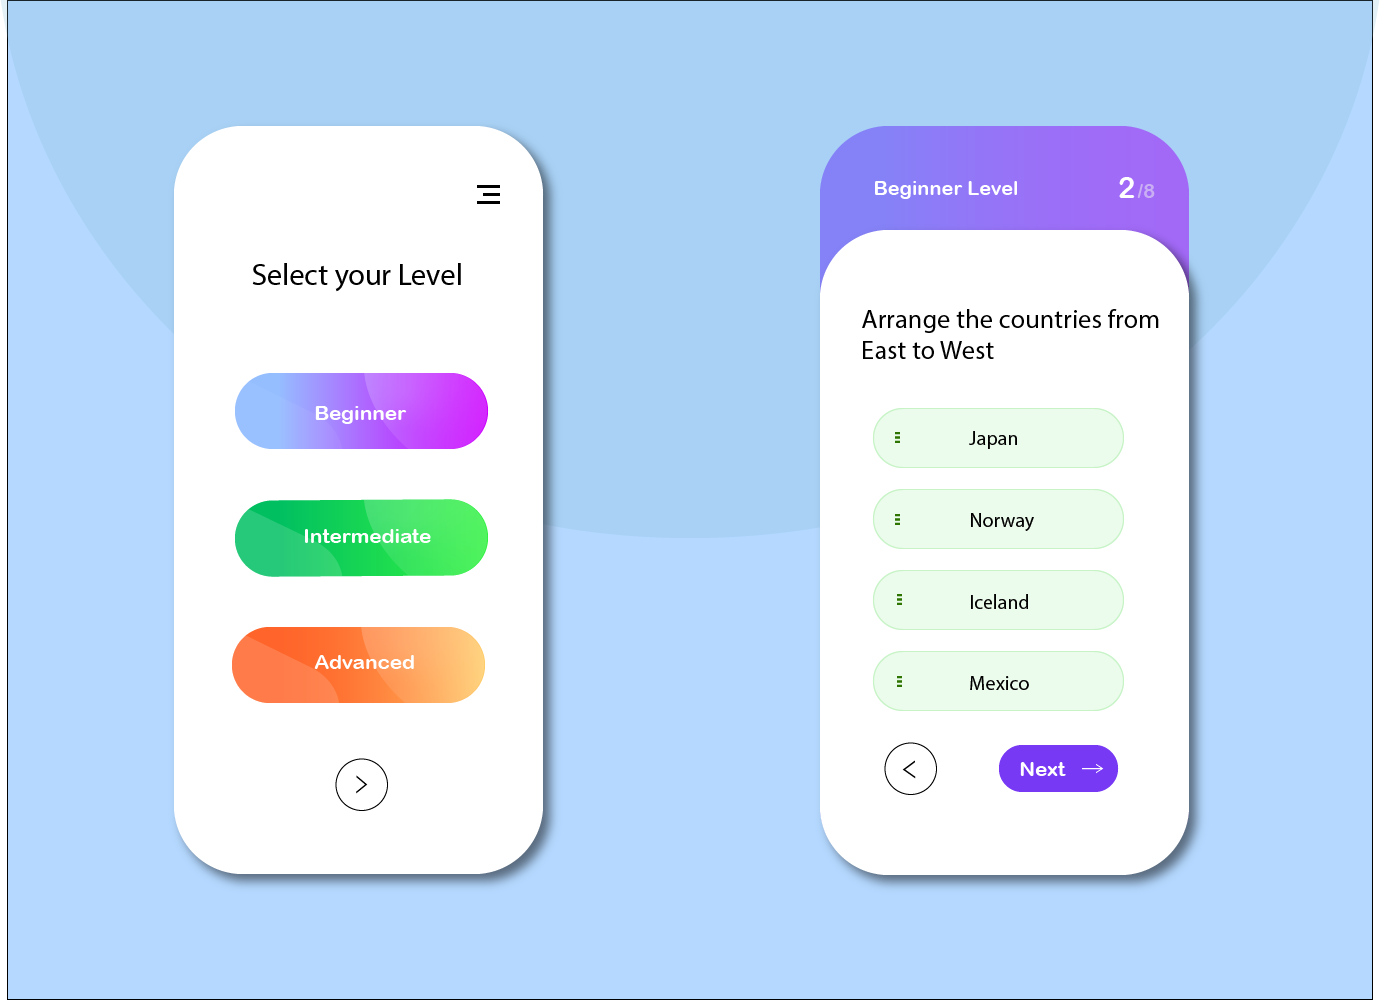 Select your Level
Beginner
Intermediate
Advanced
Beginner Level
2/8
Arrange the countries from
East to West
Japan
Norway
Iceland
Mexico
Next